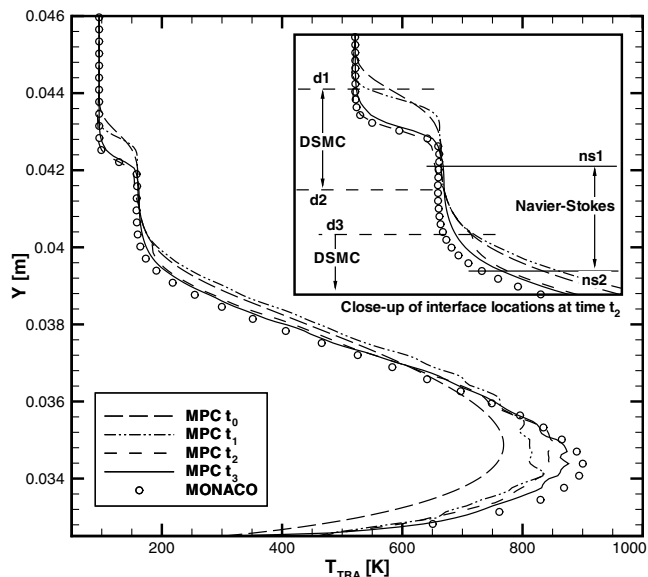 0.046
0.044
0.042
0.04
0.038
0.036
0.034
Y [m]
d1
DSMC
ns1
d2
Navier-Stokes
d3
DSMC
ns2
Close-up of interface locations at time t₂
MPC t₀
MPC t₁
MPC t₂
MPC t₃
MONACO
200 400 600 800 1000
T_TRA [K]